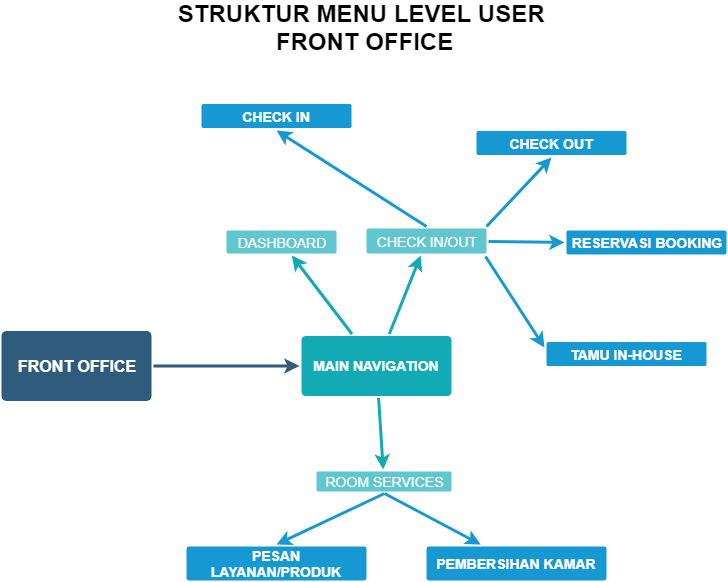 STRUKTUR MENU LEVEL USER
FRONT OFFICE
CHECK IN
CHECK OUT
DASHBOARD
CHECK IN/OUT
RESERVASI BOOKING
TAMU IN-HOUSE
FRONT OFFICE
MAIN NAVIGATION
ROOM SERVICES
PESAN
LAYANAN/PRODUK
PEMBERSIHAN KAMAR